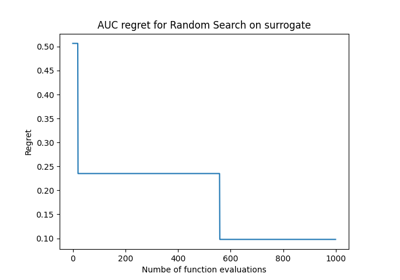 AUC regret for Random Search on surrogate
0.50
0.45
0.40
0.35
0.30
0.25
0.20
0.15
0.10
Regret
0 200 400 600 800 1000
Numbe of function evaluations